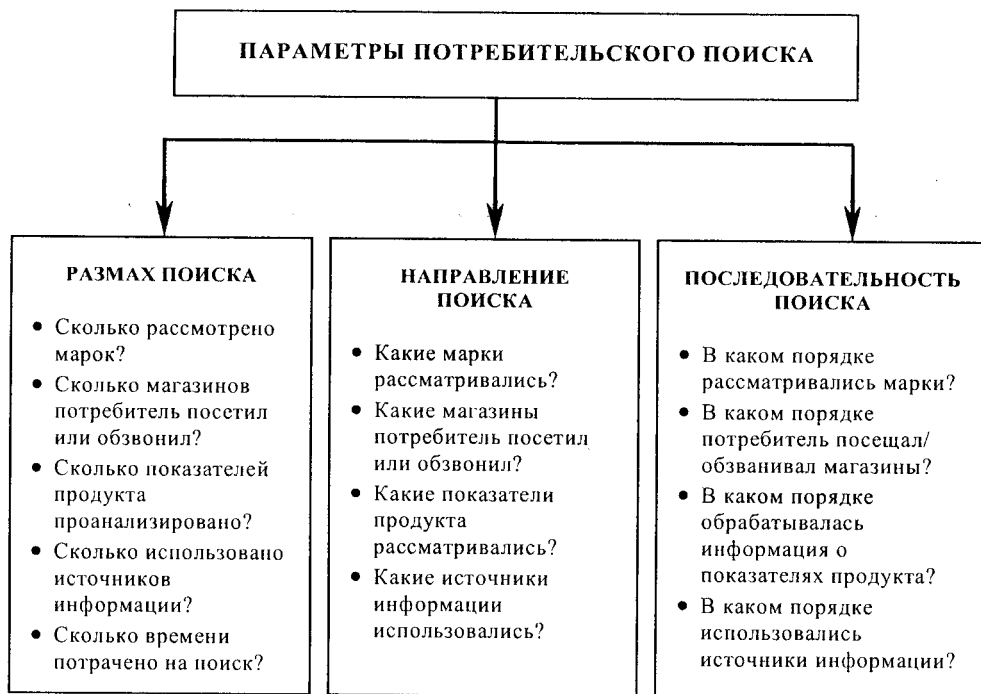 ПАРАМЕТРЫ ПОТРЕБИТЕЛЬСКОГО ПОИСКА
РАЗМАХ ПОИСКА
• Сколько рассмотрено
марок?
• Сколько магазинов
потребитель посетил
или обзвонил?
• Сколько показателей
продукта
проанализировано?
• Сколько использовано
источников
информации?
• Сколько времени
потрачено на поиск?
НАПРАВЛЕНИЕ
ПОИСКА
• Какие марки
рассматривались?
• Какие магазины
потребитель посетил
или обзвонил?
• Какие показатели
продукта
рассматривались?
• Какие источники
информации
использовались?
ПОСЛЕДОВАТЕЛЬНОСТЬ
ПОИСКА
• В каком порядке
рассматривались марки?
• В каком порядке
потребитель посещал/
обзванивал магазины?
• В каком порядке
обрабатывалась
информация о
показателях продукта?
• В каком порядке
использовались
источники информации?